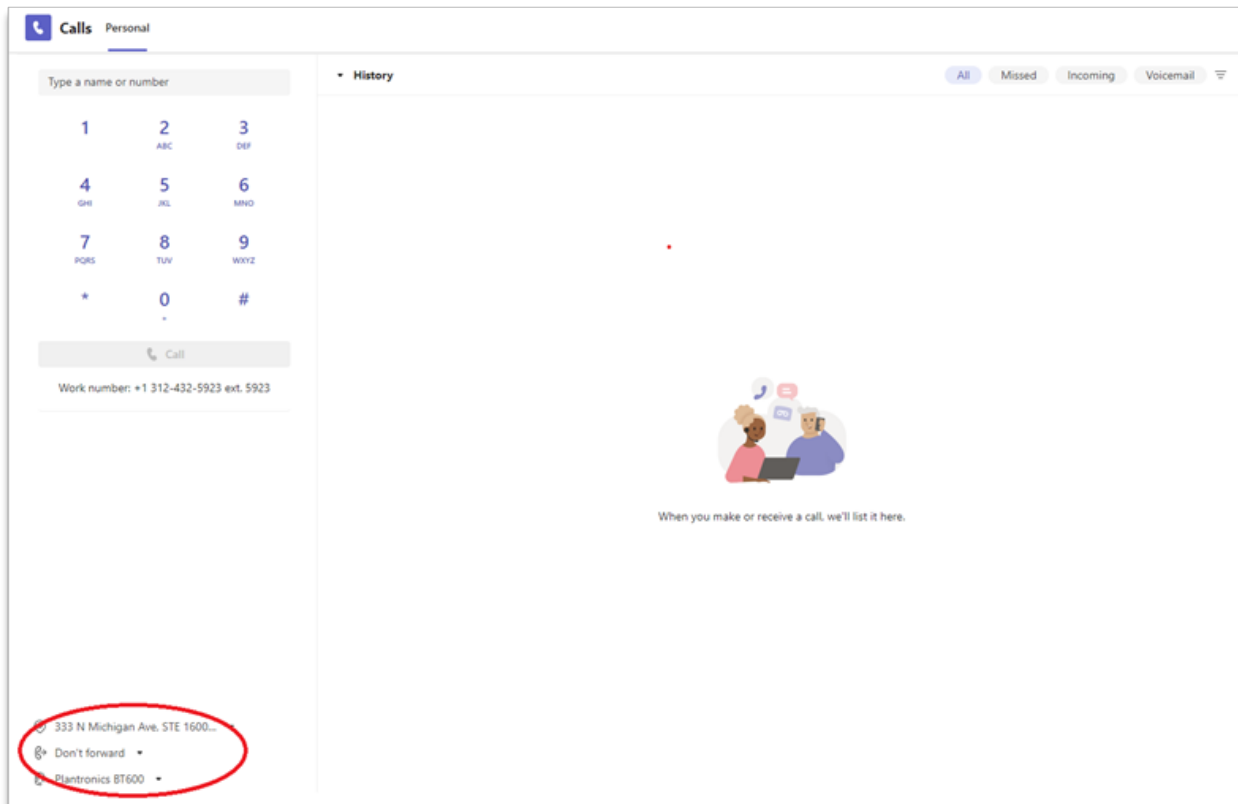 Calls Personal
Type a name or number
1 2 3
ABC DEF
4 5 6
GHI JKL MNO
7 8 9
PQRS TUV WXYZ
* 0 #
+
Call
Work number: +1 312-432-5923 ext. 5923
History
All Missed Incoming Voicemail
When you make or receive a call, we'll list it here.
333 N Michigan Ave, STE 1600...
Don't forward
Plantronics BT600